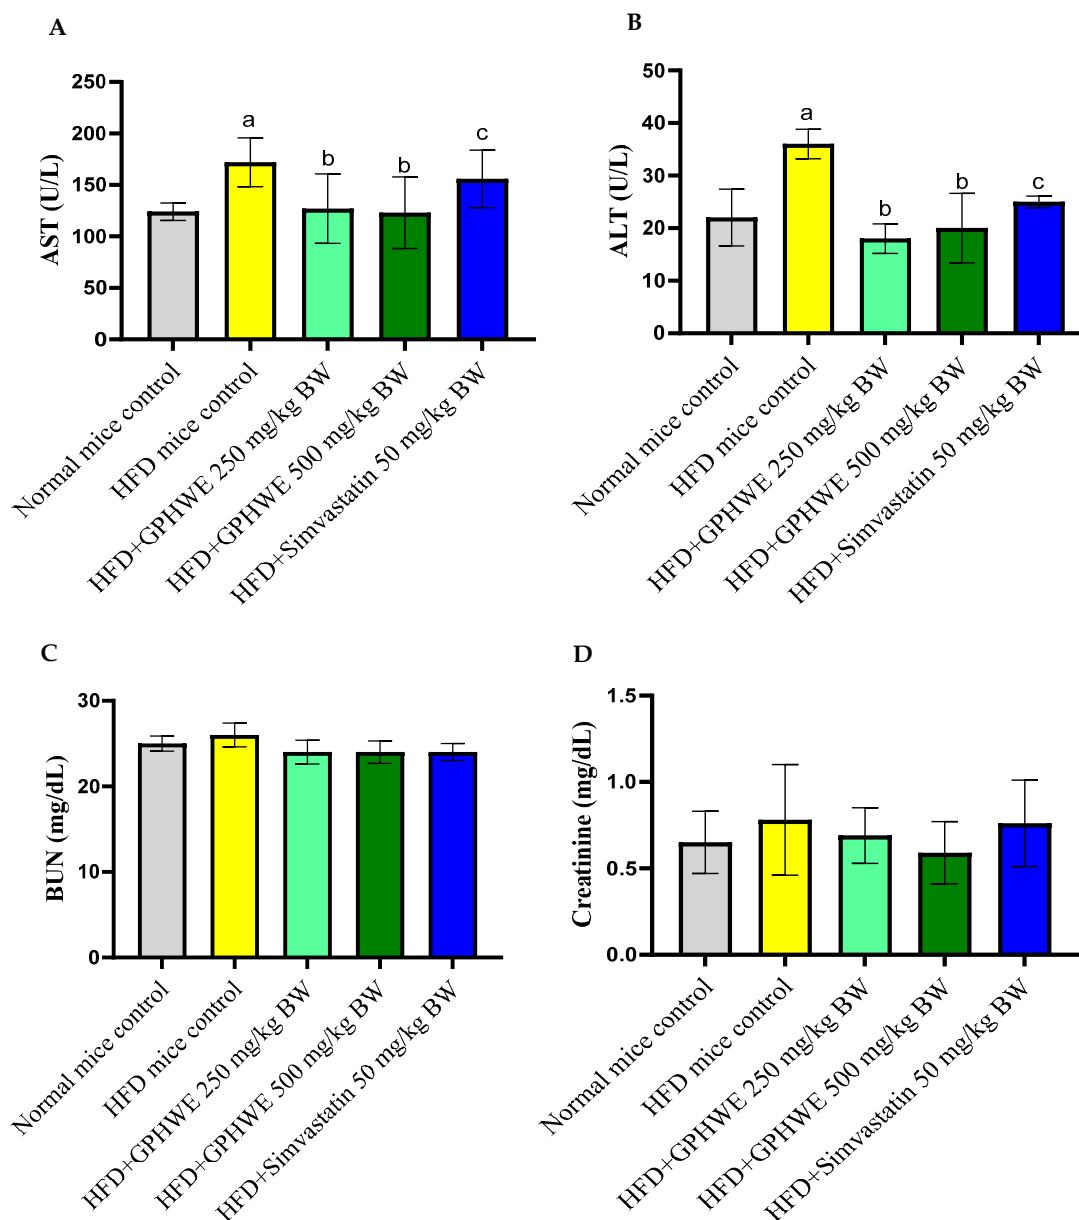 A
AST (U/L)
250
200
150
100
50
0
a
b
b
c
Normal mice control
HFD mice control
HFD+GPHWE 250 mg/kg BW
HFD+GPHWE 500 mg/kg BW
HFD+Simvastatin 50 mg/kg BW
B
ALT (U/L)
50
40
30
20
10
0
a
b
b
c
Normal mice control
HFD mice control
HFD+GPHWE 250 mg/kg BW
HFD+GPHWE 500 mg/kg BW
HFD+Simvastatin 50 mg/kg BW
C
BUN (mg/dL)
30
20
10
0
Normal mice control
HFD mice control
HFD+GPHWE 250 mg/kg BW
HFD+GPHWE 500 mg/kg BW
HFD+Simvastatin 50 mg/kg BW
D
Creatinine (mg/dL)
1.5
1.0
0.5
0.0
Normal mice control
HFD mice control
HFD+GPHWE 250 mg/kg BW
HFD+GPHWE 500 mg/kg BW
HFD+Simvastatin 50 mg/kg BW